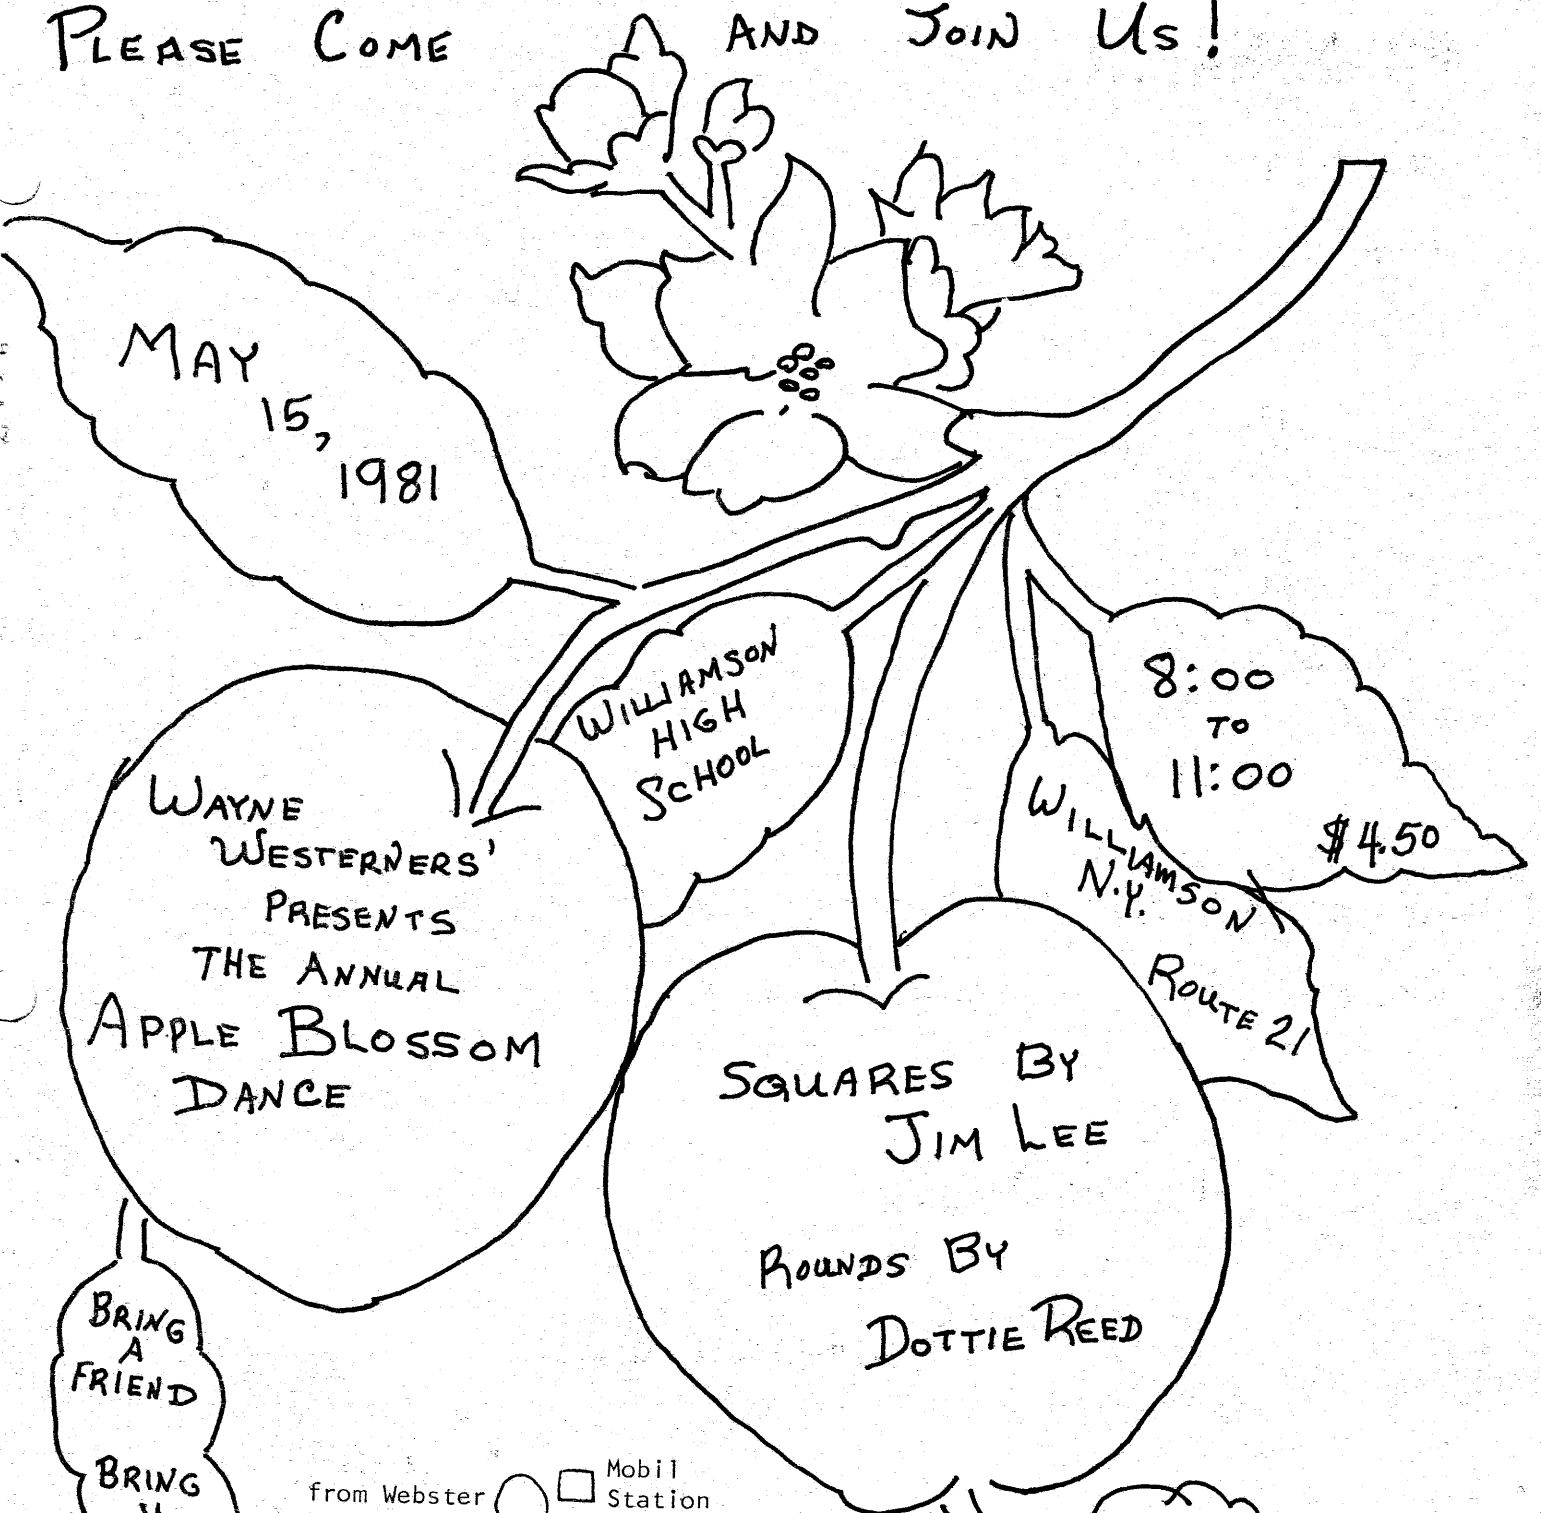 PLEASE COME AND JOIN US!
MAY
15,
1981
WILLIAMSON
HIGH
SCHOOL
8:00
TO
11:00
$4.50
WILLIAMSON
N.Y.
ROUTE 21
WAYNE
WESTERNERS'
PRESENTS
THE ANNUAL
APPLE BLOSSOM
DANCE
SQUARES BY
JIM LEE
ROUNDS BY
DOTTIE REED
BRING
A
FRIEND
BRING
from Webster
Mobil
Station